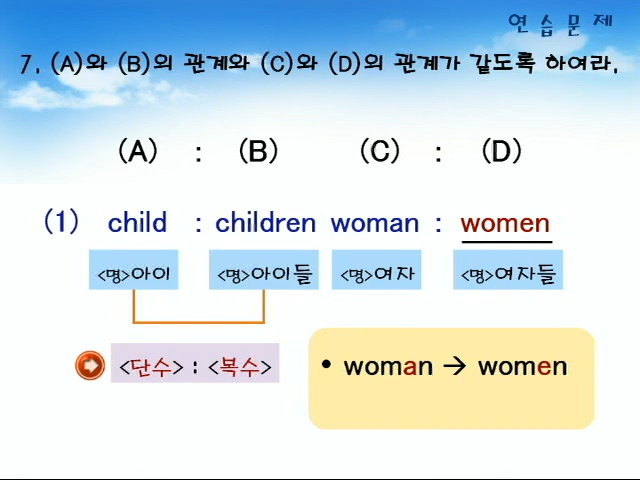 연 습 문 제
7. (A)와 (B)의 관계와 (C)와 (D)의 관계가 같도록 하여라.
(A) : (B) (C) : (D)
(1) child : children woman : women
<명>아이 <명>아이들 <명>여자 <명>여자들
<단수> : <복수>
• woman → women